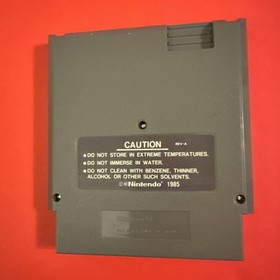 CAUTION REV-A
●DO NOT STORE IN EXTREME TEMPERATURES.
●DO NOT IMMERSE IN WATER.
●DO NOT CLEAN WITH BENZENE, THINNER,
ALCOHOL OR OTHER SUCH SOLVENTS.
©®Nintendo® 1985